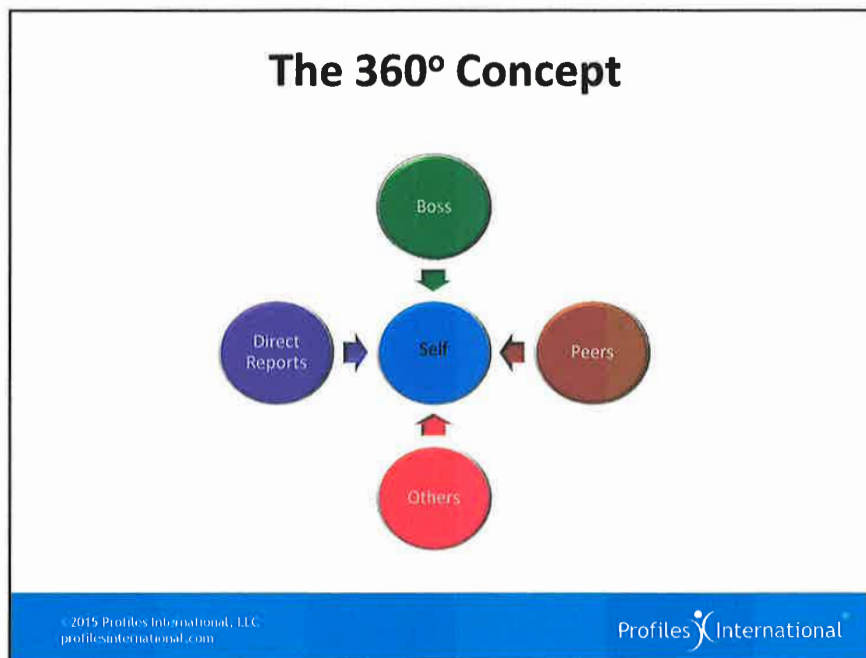 The 360º Concept
Boss
Direct
Reports
Self
Peers
Others
©2015 Profiles International, LLC
profilesinternational.com
Profiles International